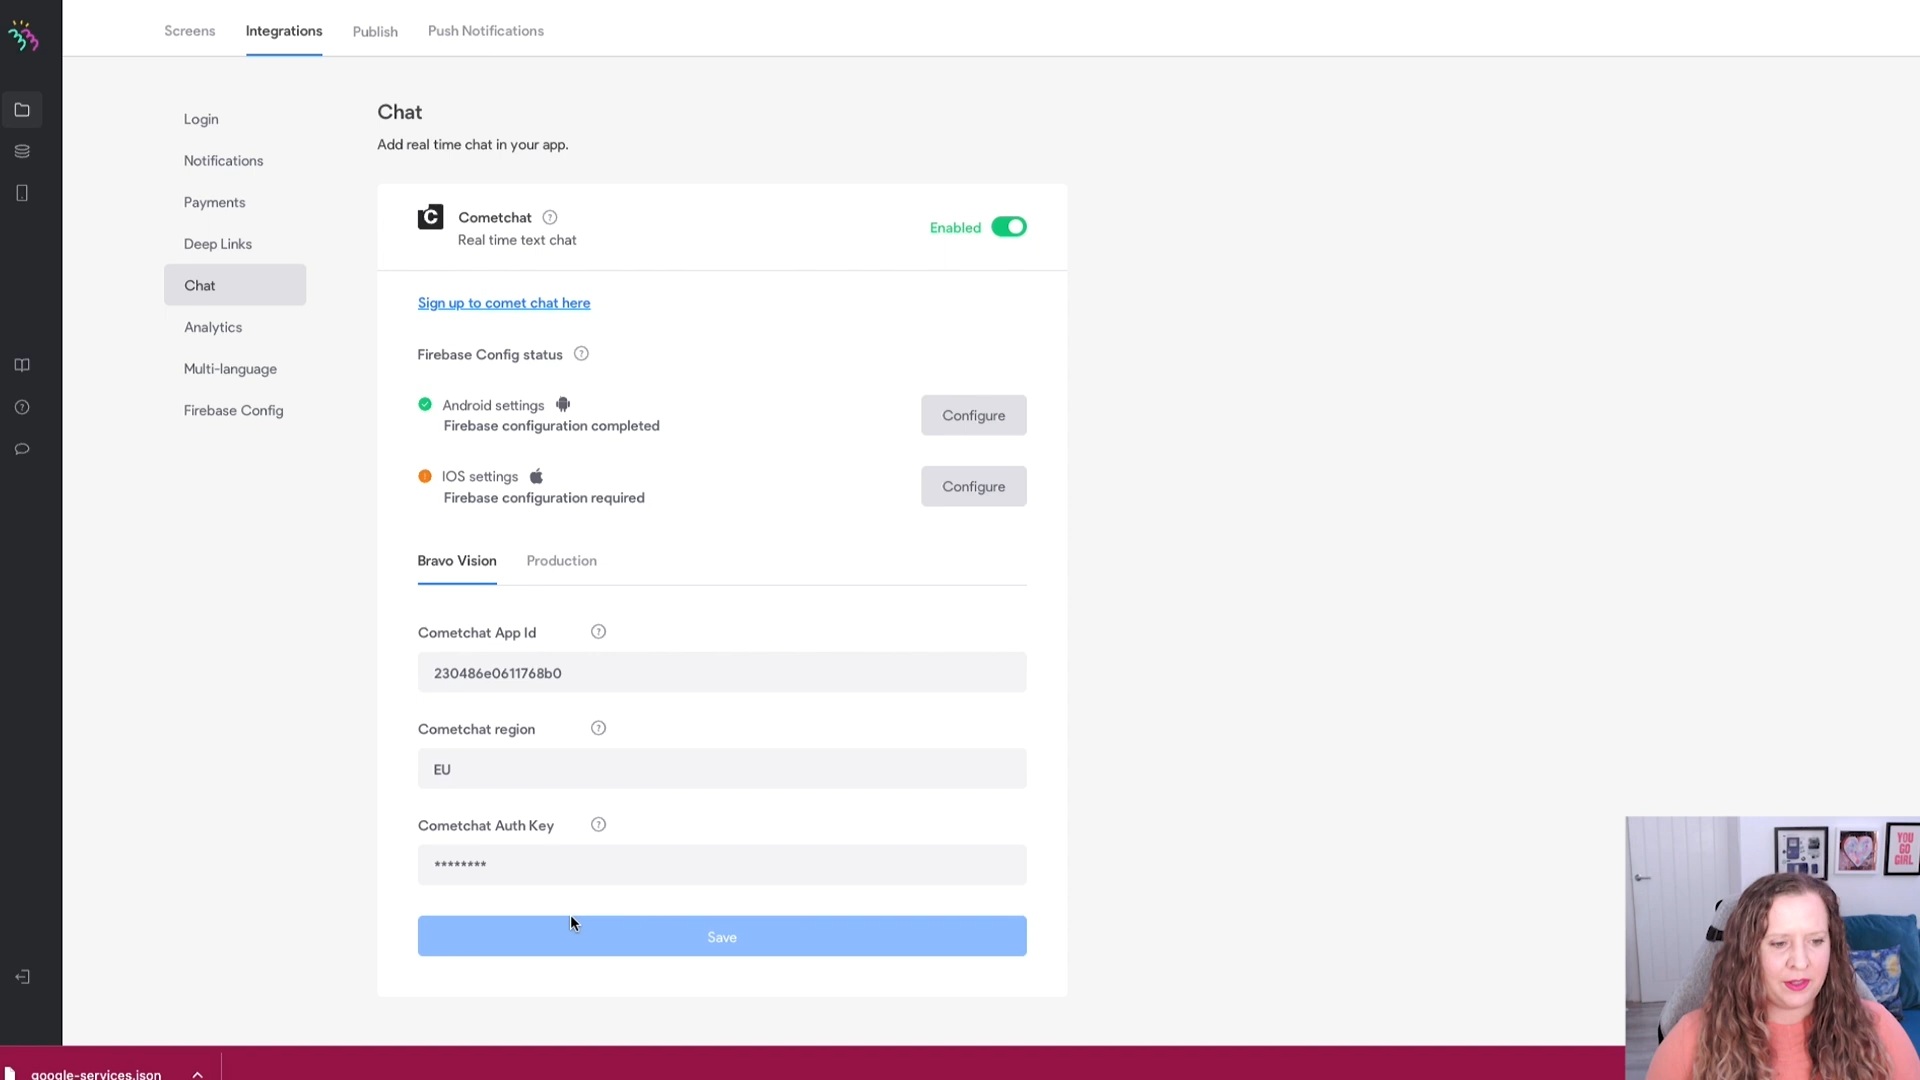 Screens
Integrations
Publish
Push Notifications
Login
Notifications
Payments
Deep Links
Chat
Analytics
Multi-language
Firebase Config
Chat
Add real time chat in your app.
C
Cometchat ?
Real time text chat
Enabled
Sign up to comet chat here
Firebase Config status ?
Android settings
Firebase configuration completed
Configure
IOS settings
Firebase configuration required
Configure
Bravo Vision
Production
Cometchat App Id ?
230486e0611768b0
Cometchat region ?
EU
Cometchat Auth Key ?
********
Save
google-services.json
YOU
GO
GIRL